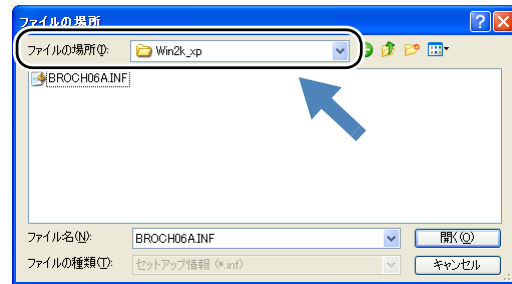 ファイルの場所
ファイルの場所(I): Win2k_xp
BROCH06A.INF
ファイル名(N): BROCH06A.INF 開く(O)
ファイルの種類(T): セットアップ情報 (*.inf) キャンセル